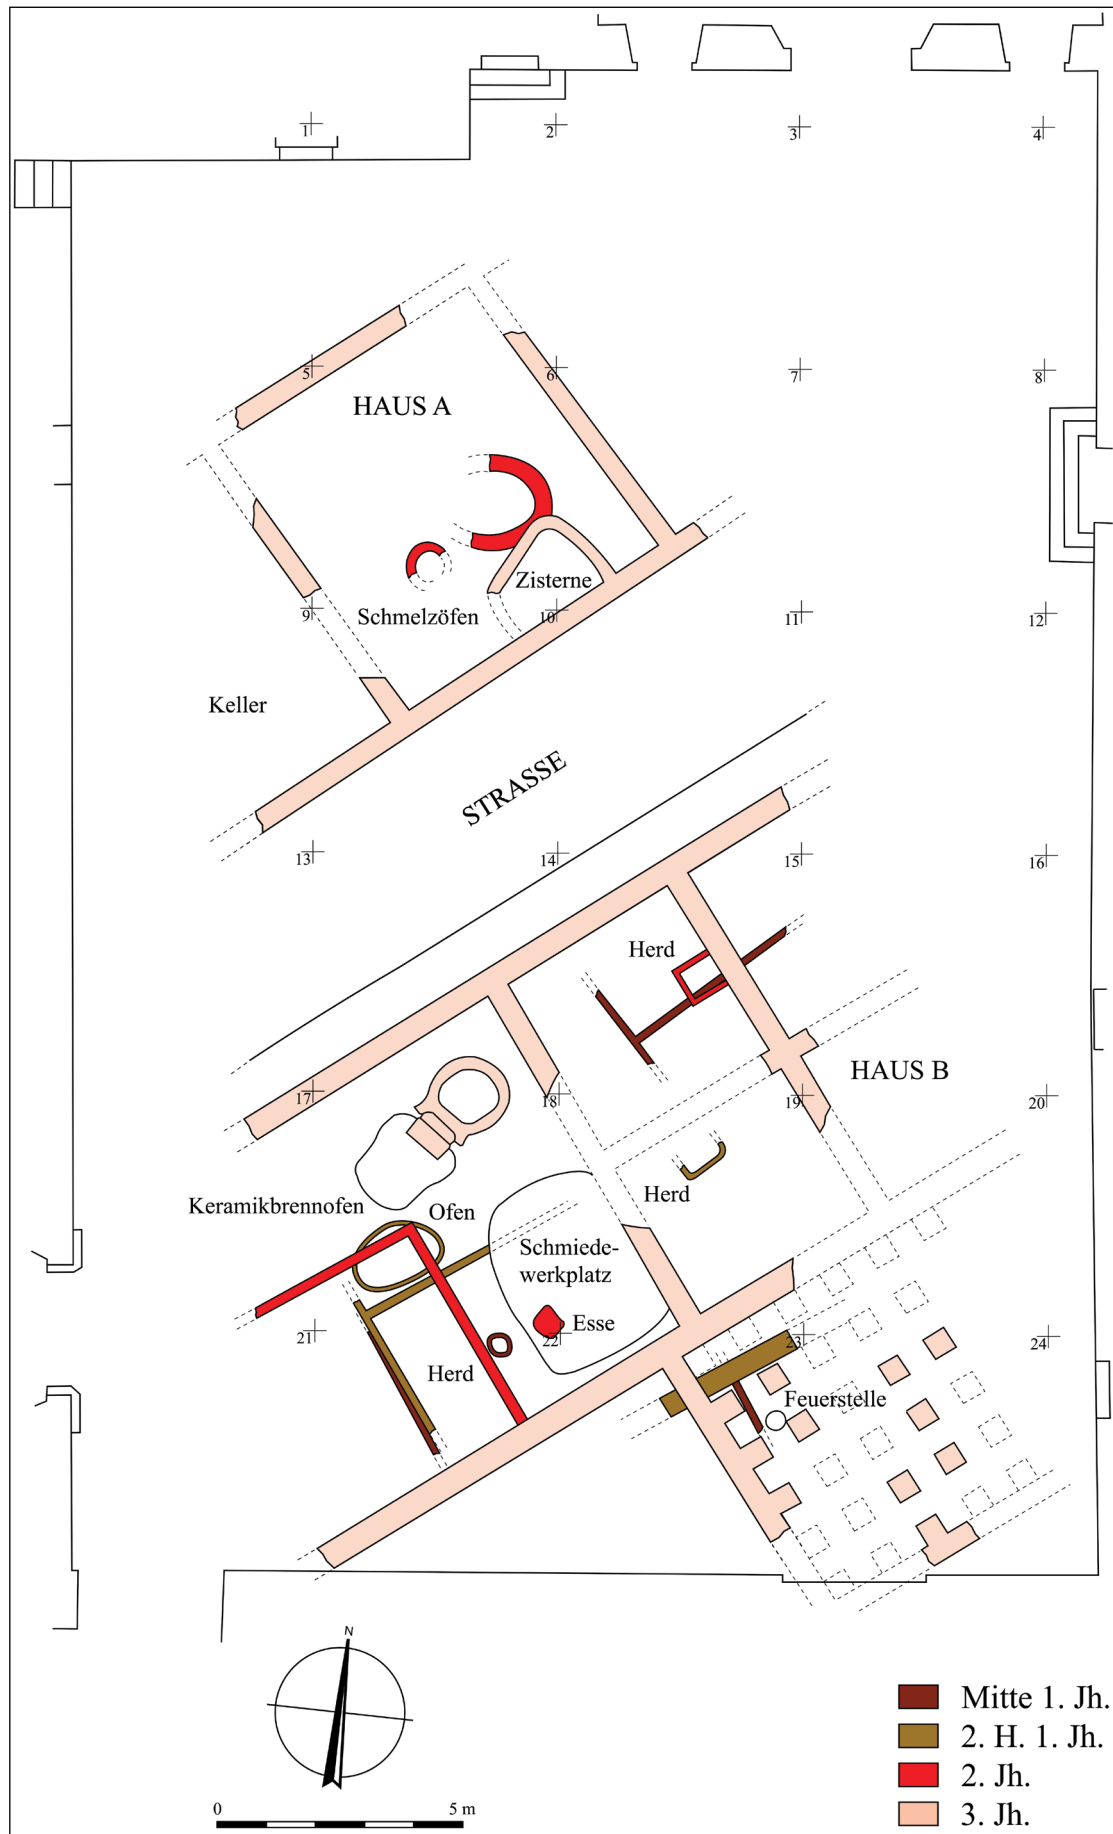 1
2
3
4
5
6
7
8
HAUS A
Zisterne
9
10
11
12
Schmelzöfen
Keller
STRASSE
13
14
15
16
Herd
HAUS B
17
18
19
20
Keramikbrennofen
Ofen
Herd
Schmiede-
werkplatz
Esse
21
22
23
24
Herd
Feuerstelle
N
0
5 m
Mitte 1. Jh.
2. H. 1. Jh.
2. Jh.
3. Jh.